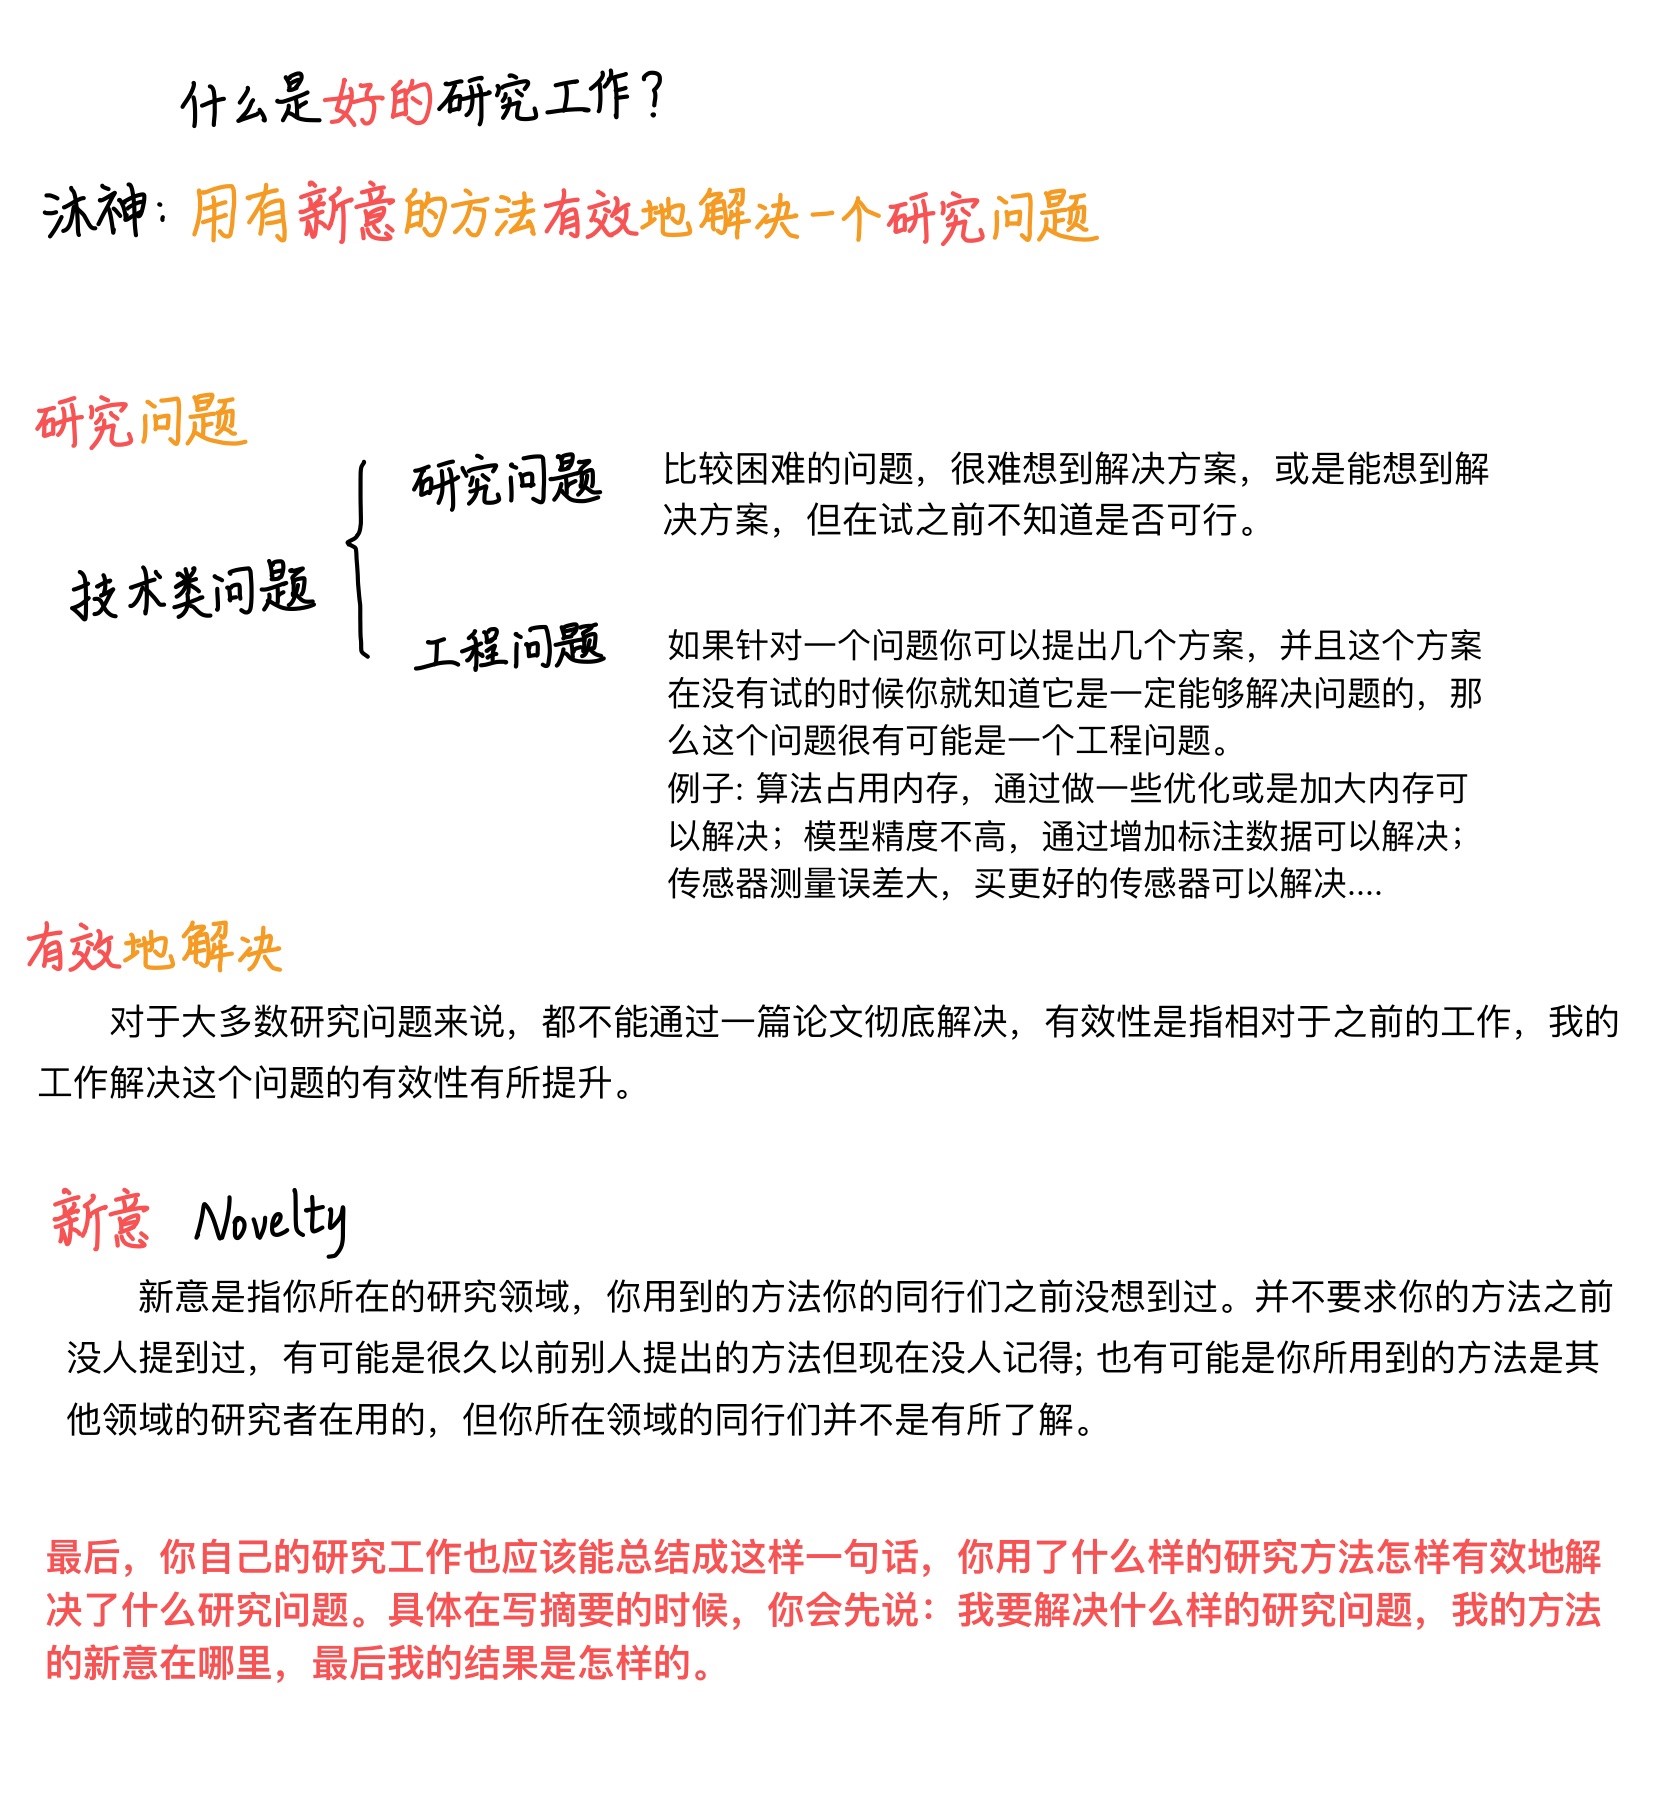 什么是好的研究工作？
沐神：用有新意的方法有效地解决一个研究问题
研究问题
研究问题
比较困难的问题，很难想到解决方案，或是能想到解
决方案，但在试之前不知道是否可行。
技术类问题
工程问题
如果针对一个问题你可以提出几个方案，并且这个方案
在没有试的时候你就知道它是一定能够解决问题的，那
么这个问题很有可能是一个工程问题。
例子: 算法占用内存，通过做一些优化或是加大内存可
以解决；模型精度不高，通过增加标注数据可以解决；
传感器测量误差大，买更好的传感器可以解决....
有效地解决
对于大多数研究问题来说，都不能通过一篇论文彻底解决，有效性是指相对于之前的工作，我的
工作解决这个问题的有效性有所提升。
新意 Novelty
新意是指你所在的研究领域，你用到的方法你的同行们之前没想到过。并不要求你的方法之前
没人提到过，有可能是很久以前别人提出的方法但现在没人记得; 也有可能是你所用到的方法是其
他领域的研究者在用的，但你所在领域的同行们并不是有所了解。
最后，你自己的研究工作也应该能总结成这样一句话，你用了什么样的研究方法怎样有效地解
决了什么研究问题。具体在写摘要的时候，你会先说：我要解决什么样的研究问题，我的方法
的新意在哪里，最后我的结果是怎样的。